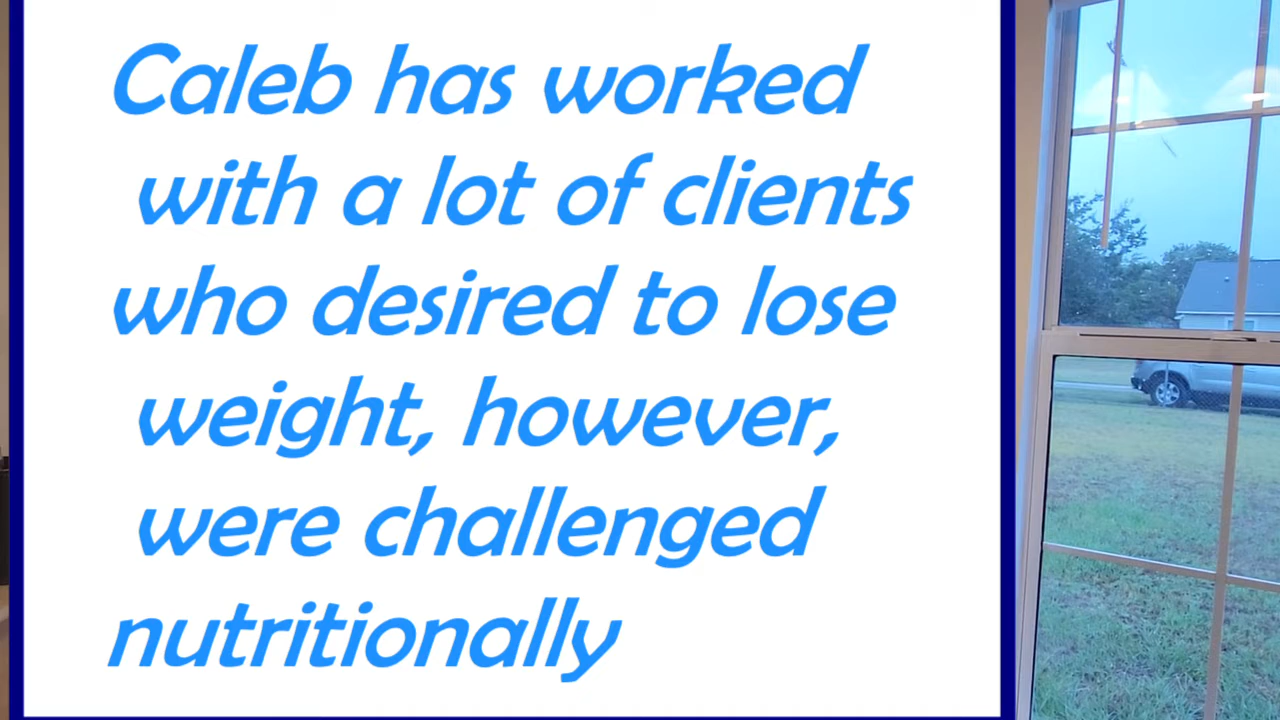 Caleb has worked
with a lot of clients
who desired to lose
weight, however,
were challenged
nutritionally